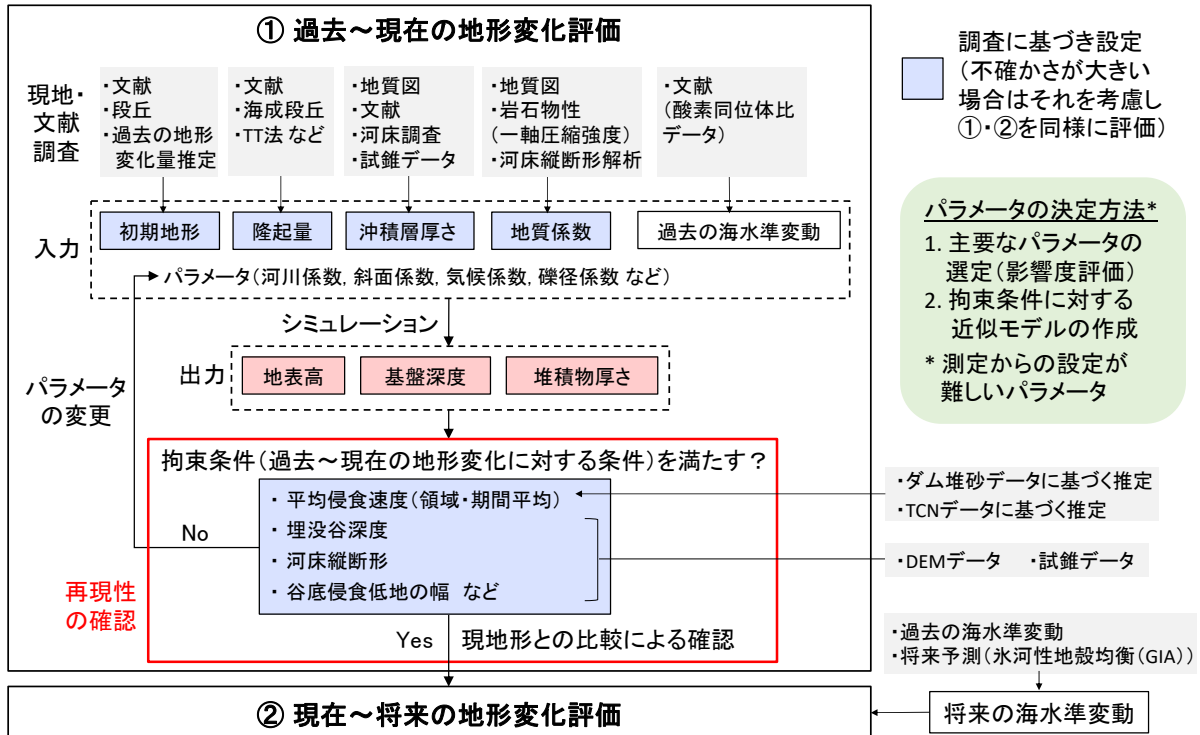 ① 過去～現在の地形変化評価
現地・
文献
調査
・文献
・段丘
・過去の地形
変化量推定
・文献
・海成段丘
・TT法 など
・地質図
・文献
・河床調査
・試錐データ
・地質図
・岩石物性
(一軸圧縮強度)
・河床縦断形解析
・文献
(酸素同位体比
データ)
入力
初期地形
隆起量
沖積層厚さ
地質係数
過去の海水準変動
パラメータ(河川係数, 斜面係数, 気候係数, 礫径係数 など)
シミュレーション
出力
地表高
基盤深度
堆積物厚さ
パラメータ
の変更
拘束条件(過去～現在の地形変化に対する条件)を満たす？
・ 平均侵食速度(領域・期間平均)
・ 埋没谷深度
・ 河床縦断形
・ 谷底侵食低地の幅 など
No
再現性
の確認
Yes
現地形との比較による確認
② 現在～将来の地形変化評価
調査に基づき設定
(不確かさが大きい
場合はそれを考慮し
①・②を同様に評価)
パラメータの決定方法*
1. 主要なパラメータの
選定(影響度評価)
2. 拘束条件に対する
近似モデルの作成
* 測定からの設定が
難しいパラメータ
・ダム堆砂データに基づく推定
・TCNデータに基づく推定
・DEMデータ ・試錐データ
・過去の海水準変動
・将来予測(氷河性地殻均衡(GIA))
将来の海水準変動